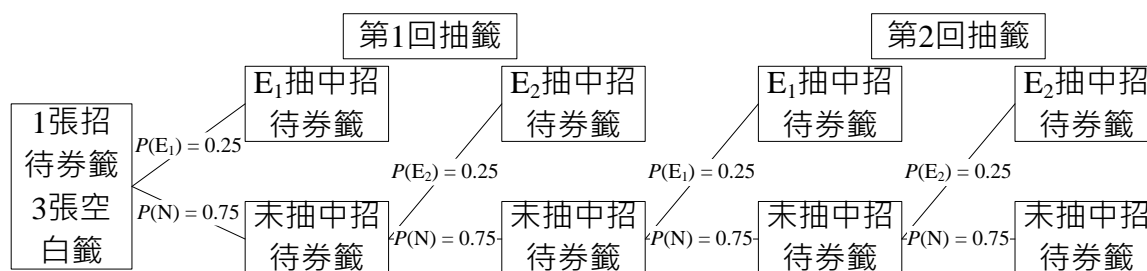 第1回抽籤
第2回抽籤
1張招
待券籤
3張空
白籤
P(E₁) = 0.25
P(N) = 0.75
E₁抽中招
待券籤
未抽中招
待券籤
P(E₂) = 0.25
P(N) = 0.75
E₂抽中招
待券籤
未抽中招
待券籤
P(E₁) = 0.25
P(N) = 0.75
E₁抽中招
待券籤
未抽中招
待券籤
P(E₂) = 0.25
P(N) = 0.75
E₂抽中招
待券籤
未抽中招
待券籤